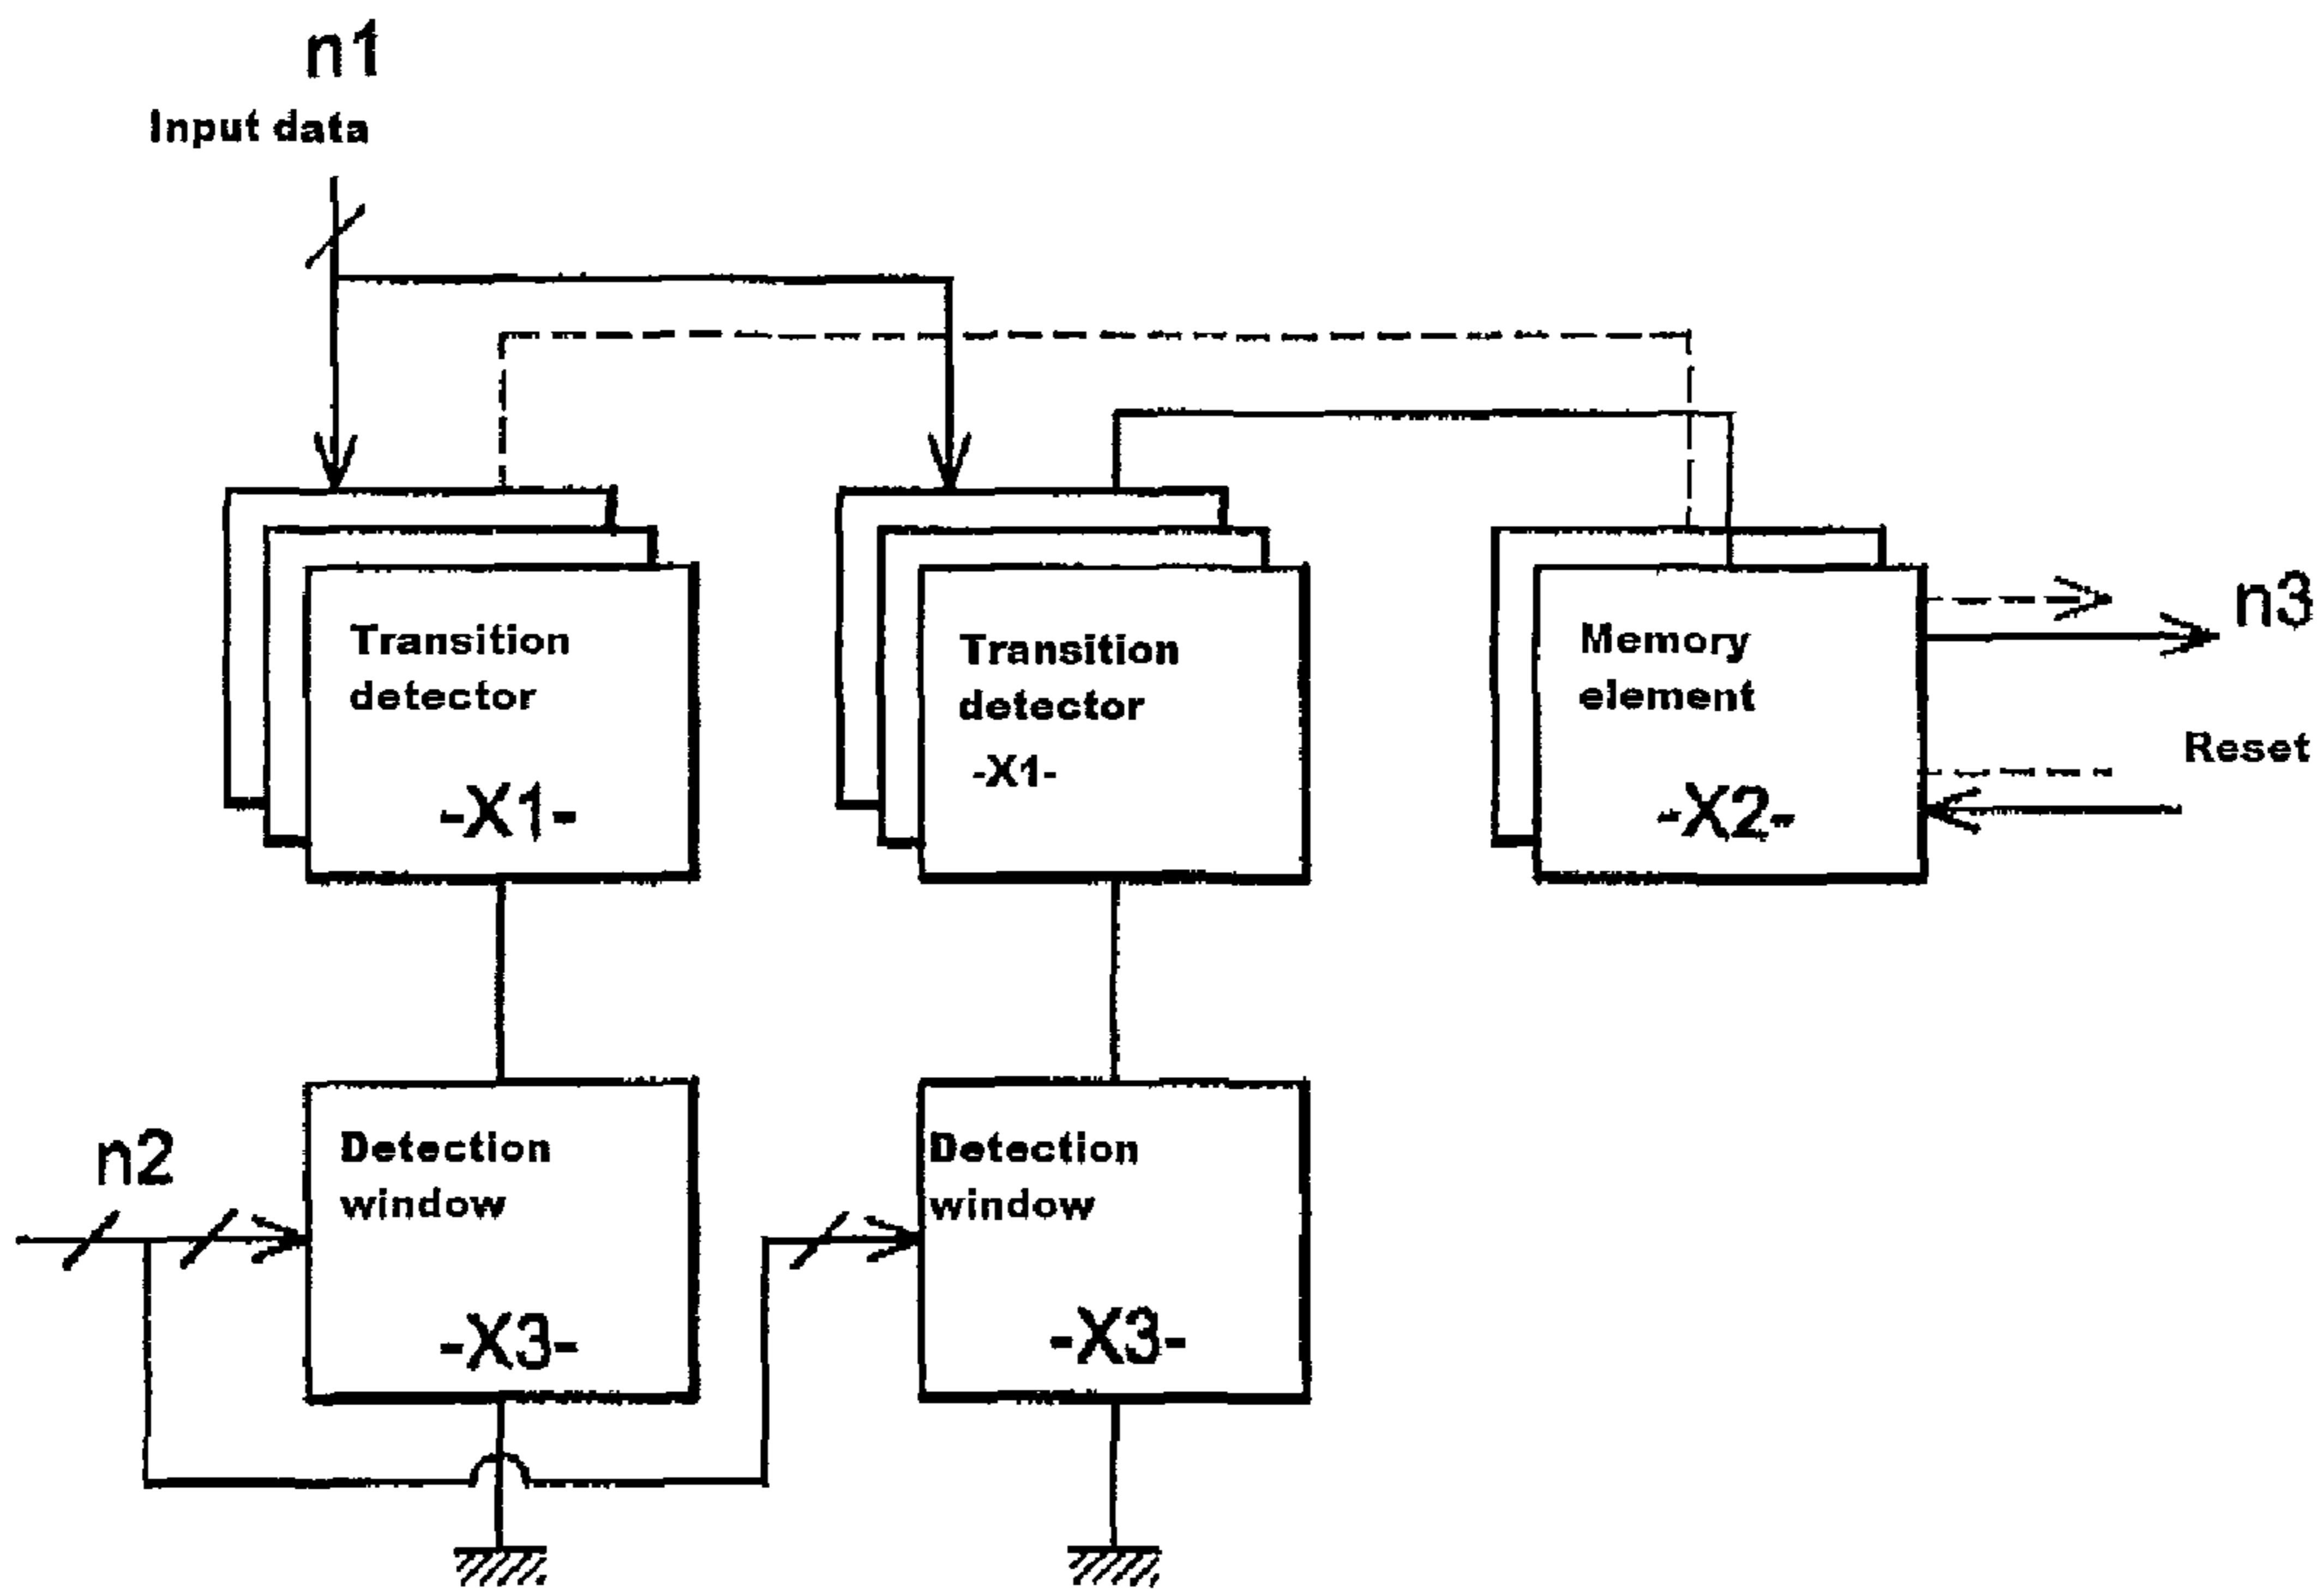 n1
Input data
Transition
detector
-X1-
Transition
detector
-X1-
Memory
element
-X2-
n3
Reset
n2
Detection
window
-X3-
Detection
window
-X3-